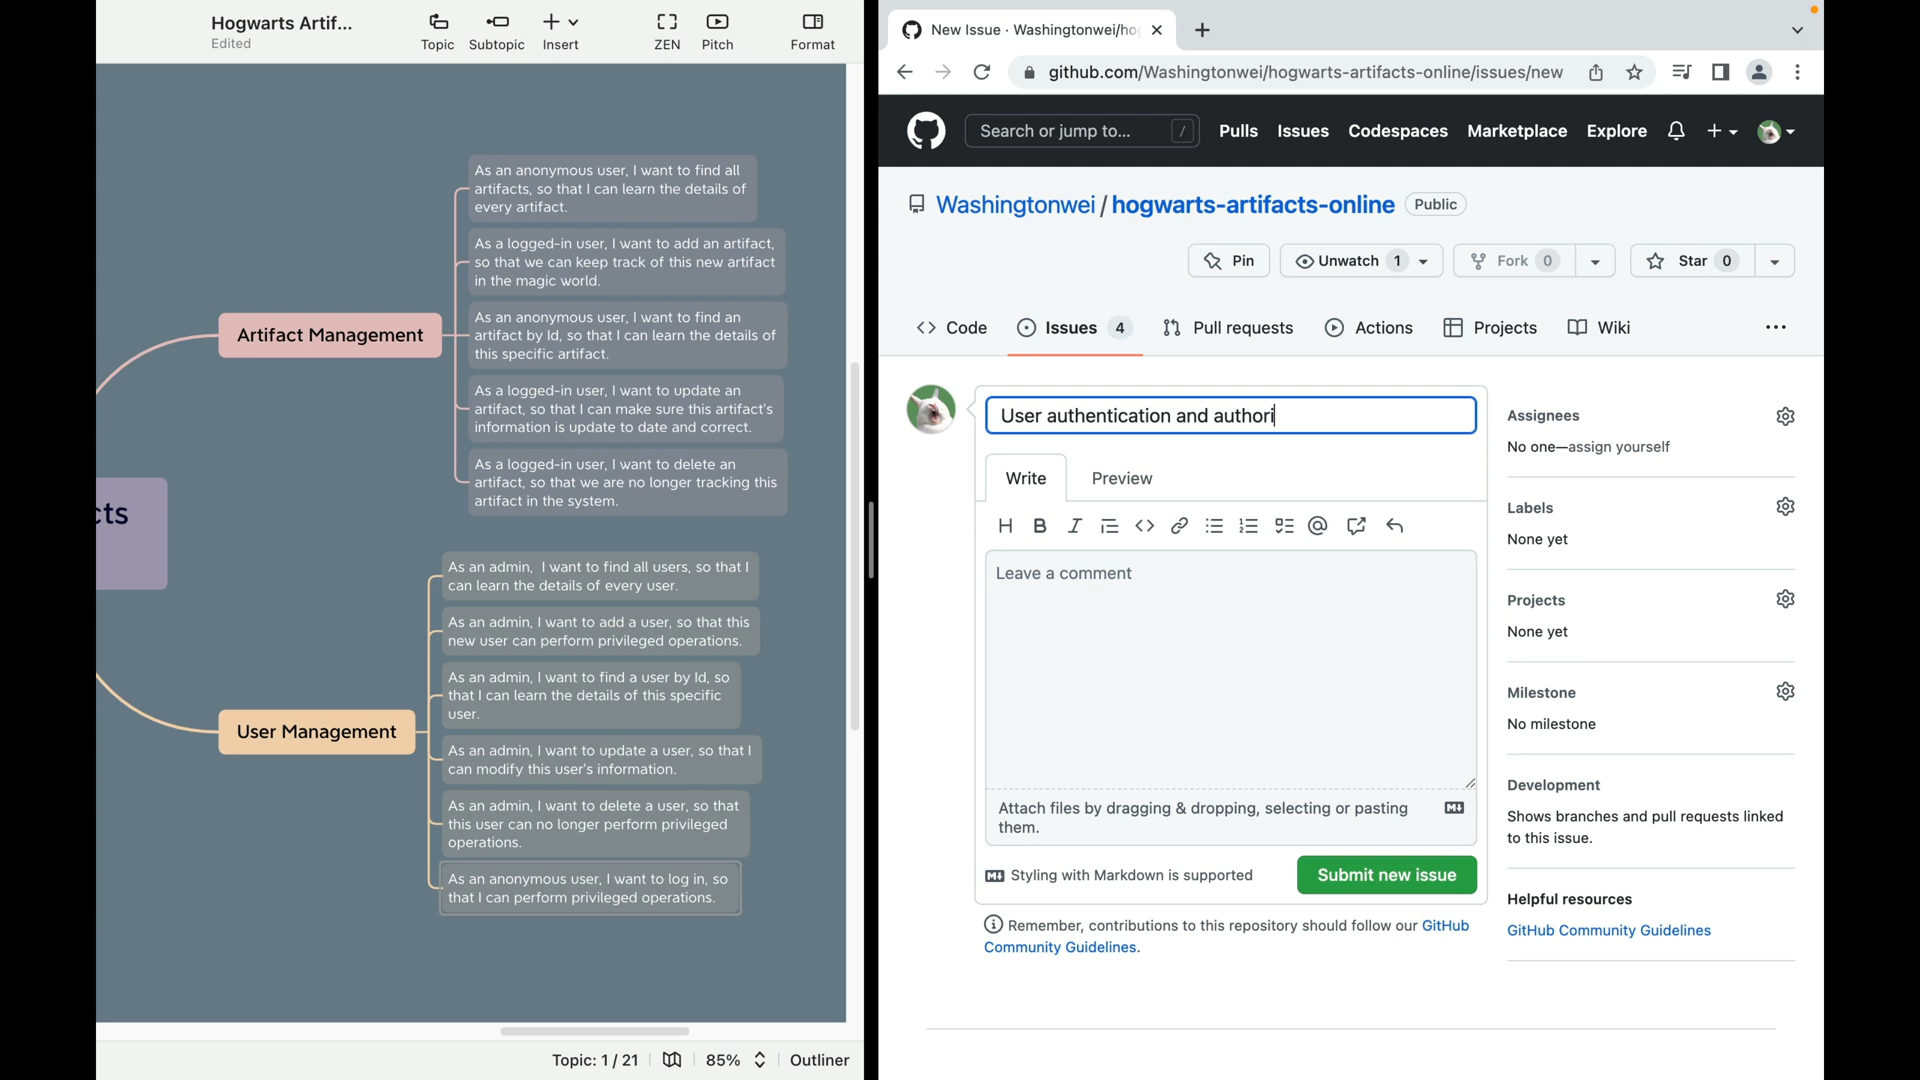 Hogwarts Artif...
Edited
Topic
Subtopic
Insert
ZEN
Pitch
Format
cts
Artifact Management
As an anonymous user, I want to find all
artifacts, so that I can learn the details of
every artifact.
As a logged-in user, I want to add an artifact,
so that we can keep track of this new artifact
in the magic world.
As an anonymous user, I want to find an
artifact by Id, so that I can learn the details of
this specific artifact.
As a logged-in user, I want to update an
artifact, so that I can make sure this artifact's
information is update to date and correct.
As a logged-in user, I want to delete an
artifact, so that we are no longer tracking this
artifact in the system.
User Management
As an admin, I want to find all users, so that I
can learn the details of every user.
As an admin, I want to add a user, so that this
new user can perform privileged operations.
As an admin, I want to find a user by Id, so
that I can learn the details of this specific
user.
As an admin, I want to update a user, so that I
can modify this user's information.
As an admin, I want to delete a user, so that
this user can no longer perform privileged
operations.
As an anonymous user, I want to log in, so
that I can perform privileged operations.
Topic: 1 / 21
85%
Outliner
New Issue · Washingtonwei/ho
github.com/Washingtonwei/hogwarts-artifacts-online/issues/new
Search or jump to...
/
Pulls
Issues
Codespaces
Marketplace
Explore
Washingtonwei / hogwarts-artifacts-online
Public
Pin
Unwatch 1
Fork 0
Star 0
Code
Issues 4
Pull requests
Actions
Projects
Wiki
User authentication and authori
Write
Preview
H B I
Leave a comment
Attach files by dragging & dropping, selecting or pasting
them.
Styling with Markdown is supported
Submit new issue
Remember, contributions to this repository should follow our GitHub
Community Guidelines.
Assignees
No one—assign yourself
Labels
None yet
Projects
None yet
Milestone
No milestone
Development
Shows branches and pull requests linked
to this issue.
Helpful resources
GitHub Community Guidelines